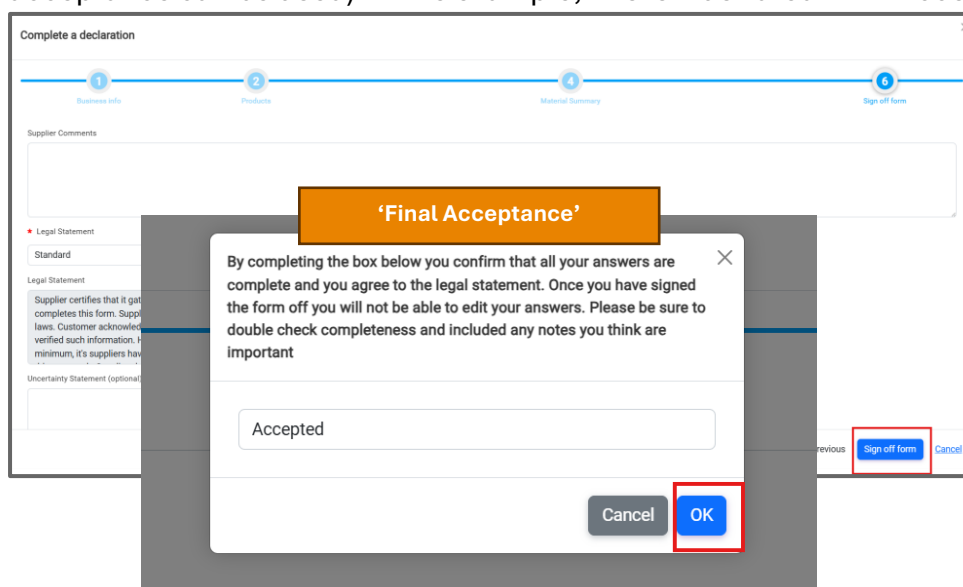 Complete a declaration
1
2
4
6
Business info
Products
Material Summary
Sign off form
Supplier Comments
'Final Acceptance'
* Legal Statement
Standard
Legal Statement
Supplier certifies that it gat
completes this form. Suppl
laws. Customer acknowled
verified such information. H
minimum, it's suppliers hav
Uncertainty Statement (optional)
By completing the box below you confirm that all your answers are
complete and you agree to the legal statement. Once you have signed
the form off you will not be able to edit your answers. Please be sure to
double check completeness and included any notes you think are
important
Accepted
Cancel
OK
revious
Sign off form
Cancel